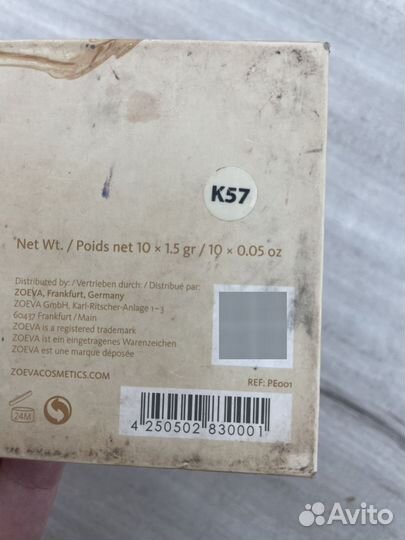 K57
Net Wt. / Poids net 10 × 1.5 gr / 10 × 0.05 oz
Distributed by: / Vertrieben durch: / Distribué par:
ZOEVA, Frankfurt, Germany
ZOEVA GmbH, Karl-Ritscher-Anlage 1–3
60437 Frankfurt / Main
ZOEVA is a registered trademark
ZOEVA ist ein eingetragenes Warenzeichen
ZOEVA est une marque déposée
ZOEVACOSMETICS.COM
REF: PE001
24M
4 250502 830001
Avito